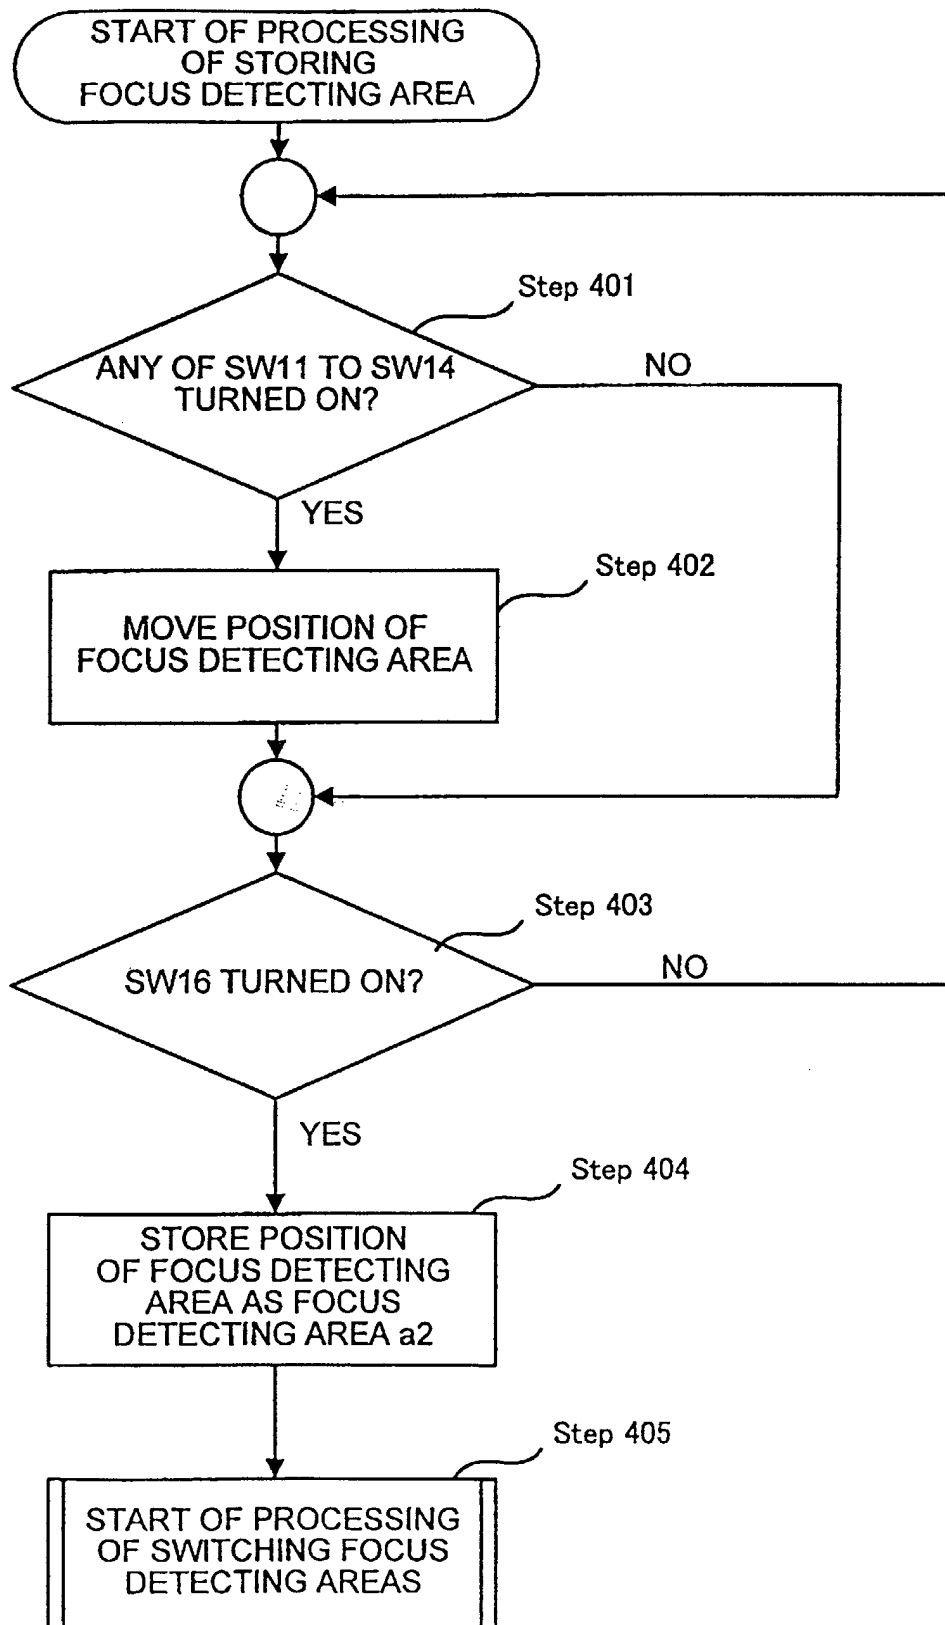 START OF PROCESSING
OF STORING
FOCUS DETECTING AREA
Step 401
ANY OF SW11 TO SW14
TURNED ON?
NO
YES
Step 402
MOVE POSITION OF
FOCUS DETECTING AREA
Step 403
SW16 TURNED ON?
NO
YES
Step 404
STORE POSITION
OF FOCUS DETECTING
AREA AS FOCUS
DETECTING AREA a2
Step 405
START OF PROCESSING
OF SWITCHING FOCUS
DETECTING AREAS